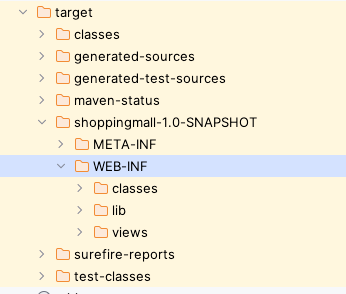 target
classes
generated-sources
generated-test-sources
maven-status
shoppingmall-1.0-SNAPSHOT
META-INF
WEB-INF
classes
lib
views
surefire-reports
test-classes